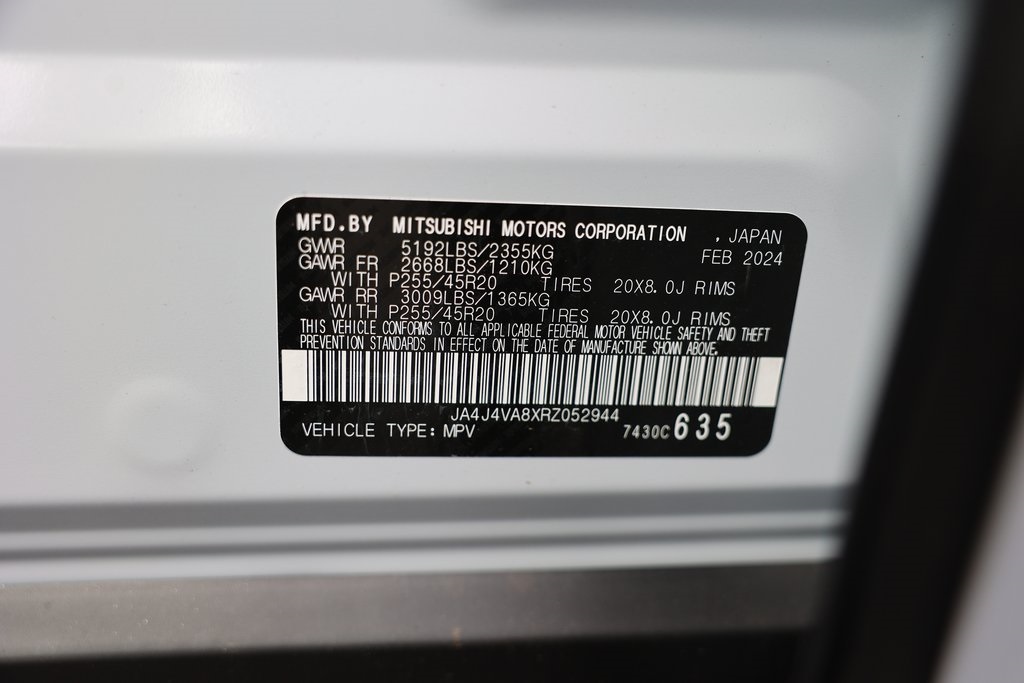 MFD.BY MITSUBISHI MOTORS CORPORATION , JAPAN
GVWR 5192LBS/2355KG FEB 2024
GAWR FR 2668LBS/1210KG
WITH P255/45R20 TIRES 20X8.0J RIMS
GAWR RR 3009LBS/1365KG
WITH P255/45R20 TIRES 20X8.0J RIMS
THIS VEHICLE CONFORMS TO ALL APPLICABLE FEDERAL MOTOR VEHICLE SAFETY AND THEFT
PREVENTION STANDARDS IN EFFECT ON THE DATE OF MANUFACTURE SHOWN ABOVE.
JA4J4VA8XRZ052944
VEHICLE TYPE: MPV 7430C 635